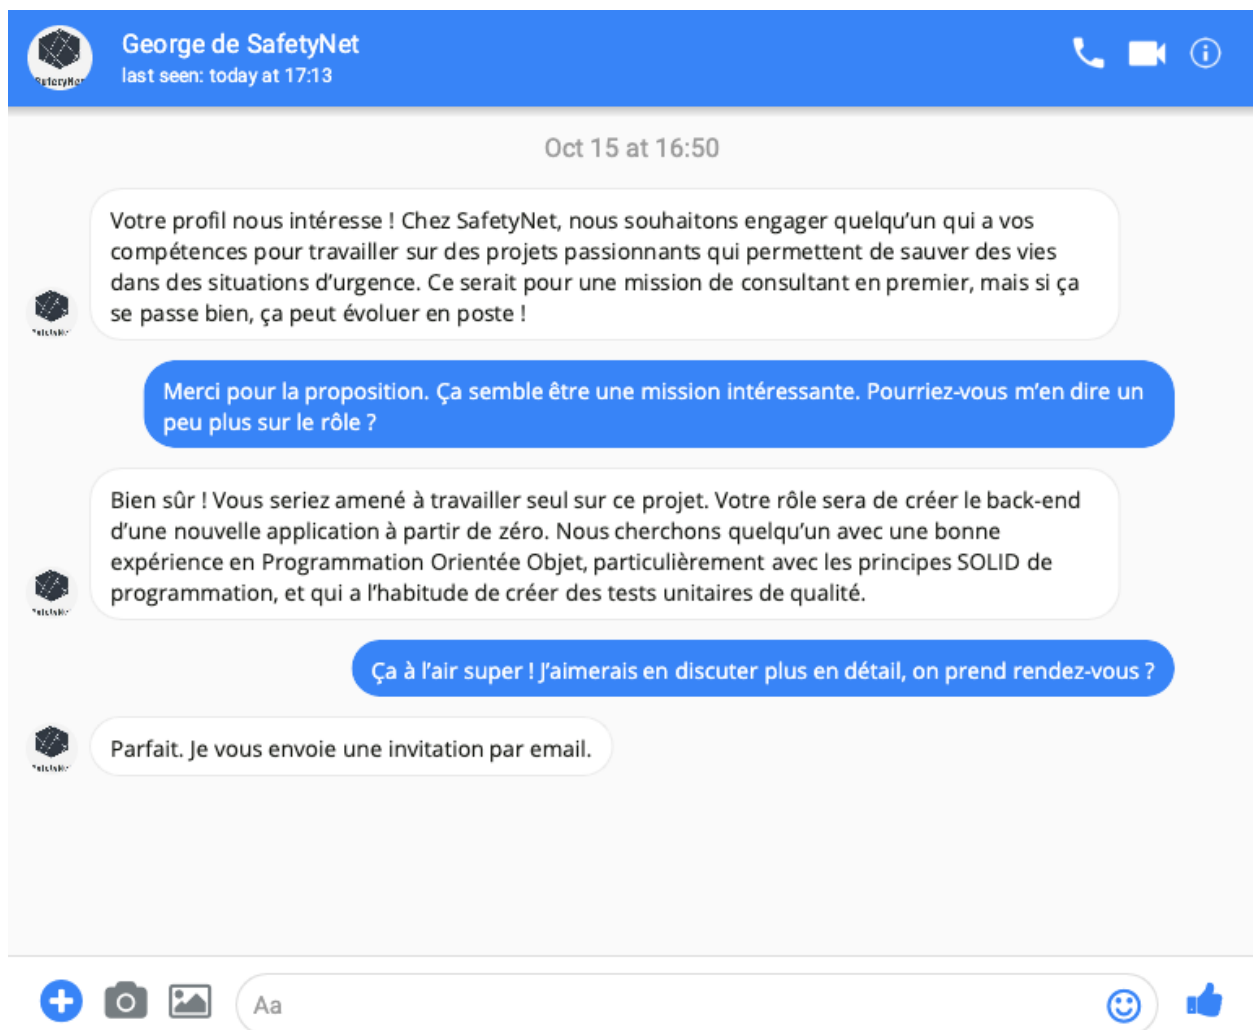 George de SafetyNet
last seen: today at 17:13
SafetyNet
Oct 15 at 16:50
Votre profil nous intéresse ! Chez SafetyNet, nous souhaitons engager quelqu’un qui a vos
compétences pour travailler sur des projets passionnants qui permettent de sauver des vies
dans des situations d’urgence. Ce serait pour une mission de consultant en premier, mais si ça
se passe bien, ça peut évoluer en poste !
Merci pour la proposition. Ça semble être une mission intéressante. Pourriez-vous m’en dire un
peu plus sur le rôle ?
Bien sûr ! Vous seriez amené à travailler seul sur ce projet. Votre rôle sera de créer le back-end
d’une nouvelle application à partir de zéro. Nous cherchons quelqu’un avec une bonne
expérience en Programmation Orientée Objet, particulièrement avec les principes SOLID de
programmation, et qui a l’habitude de créer des tests unitaires de qualité.
Ça à l’air super ! J’aimerais en discuter plus en détail, on prend rendez-vous ?
Parfait. Je vous envoie une invitation par email.
Aa